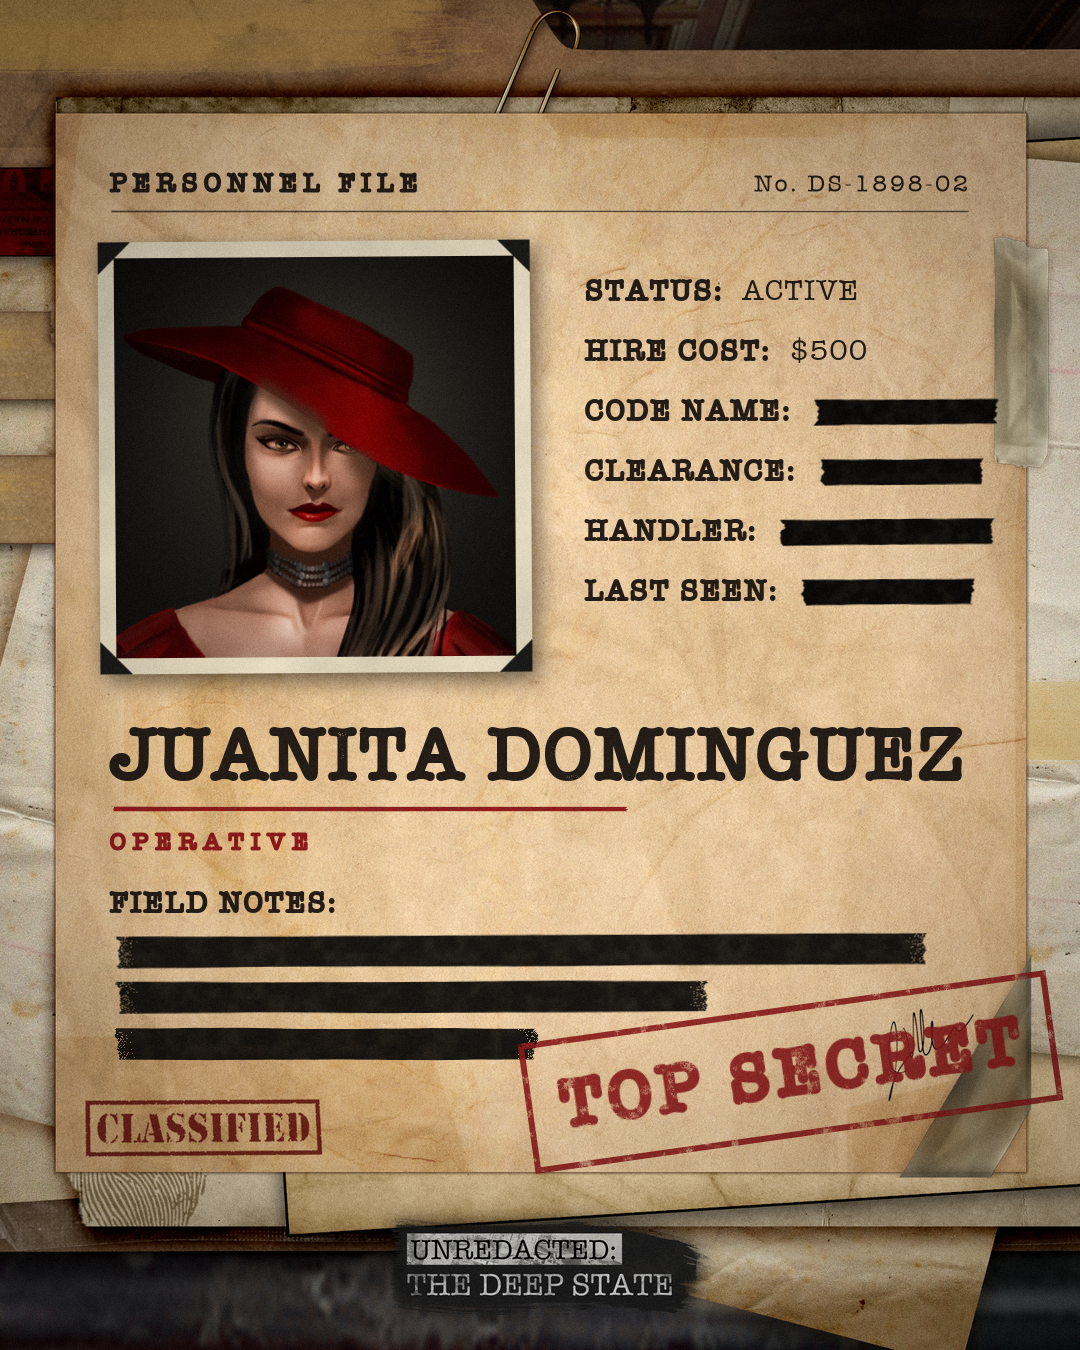 PERSONNEL FILE
No. DS-1898-02
STATUS: ACTIVE
HIRE COST: $500
CODE NAME:
CLEARANCE:
HANDLER:
LAST SEEN:
JUANITA DOMINGUEZ
OPERATIVE
FIELD NOTES:
TOP SECRET
CLASSIFIED
UNREDACTED:
THE DEEP STATE